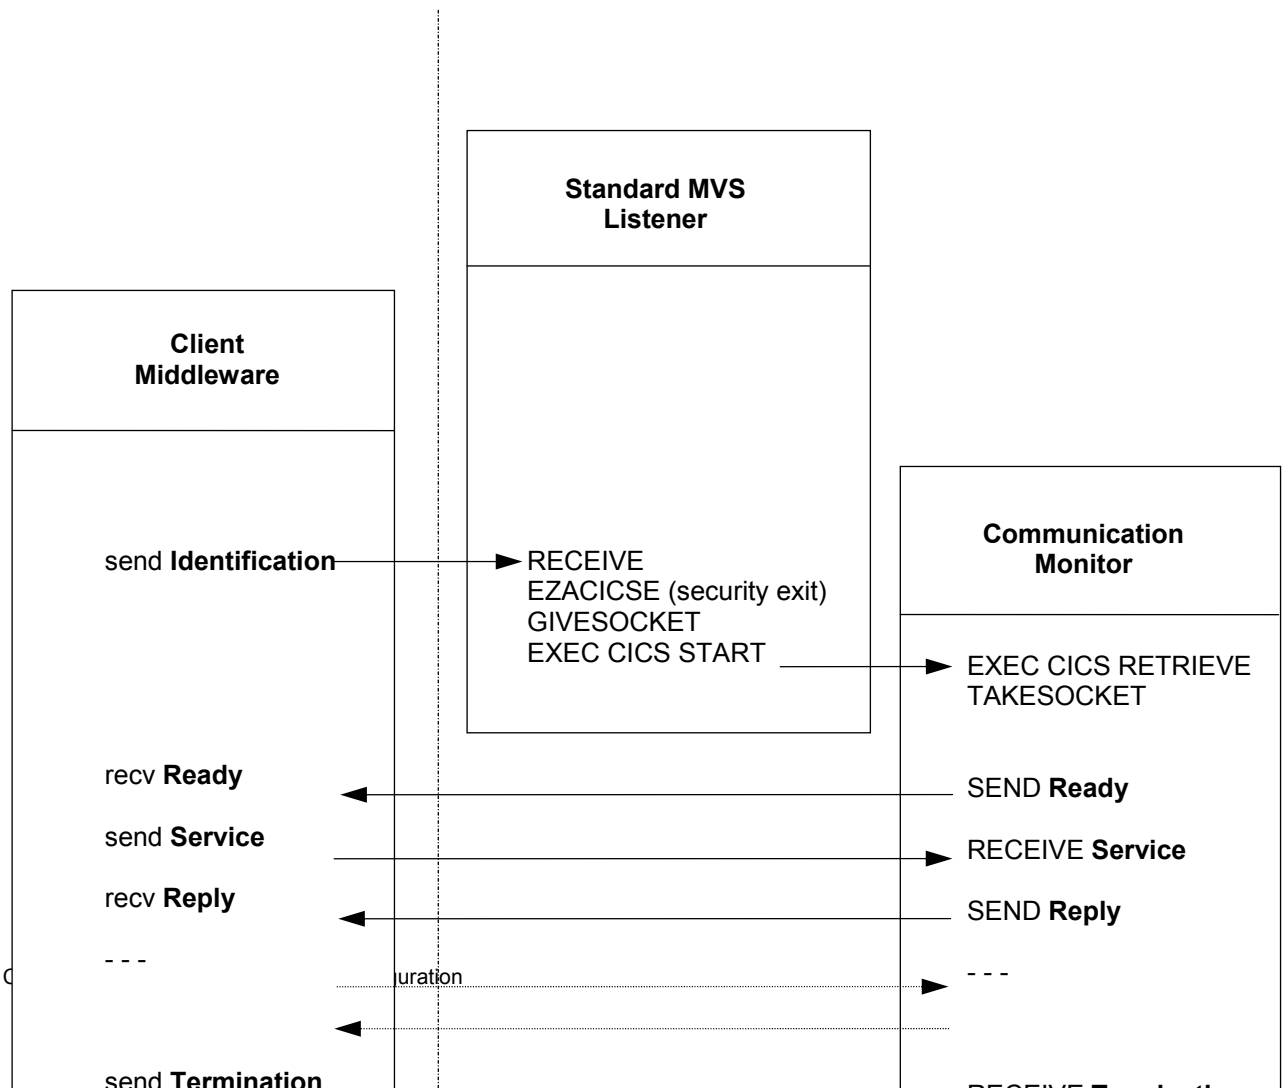 Standard MVS
Listener
Client
Middleware
Communication
Monitor
send Identification
RECEIVE
EZACICSE (security exit)
GIVESOCKET
EXEC CICS START
EXEC CICS RETRIEVE
TAKESOCKET
recv Ready
SEND Ready
send Service
RECEIVE Service
recv Reply
SEND Reply
- - -
- - -
send Termination
RECEIVE